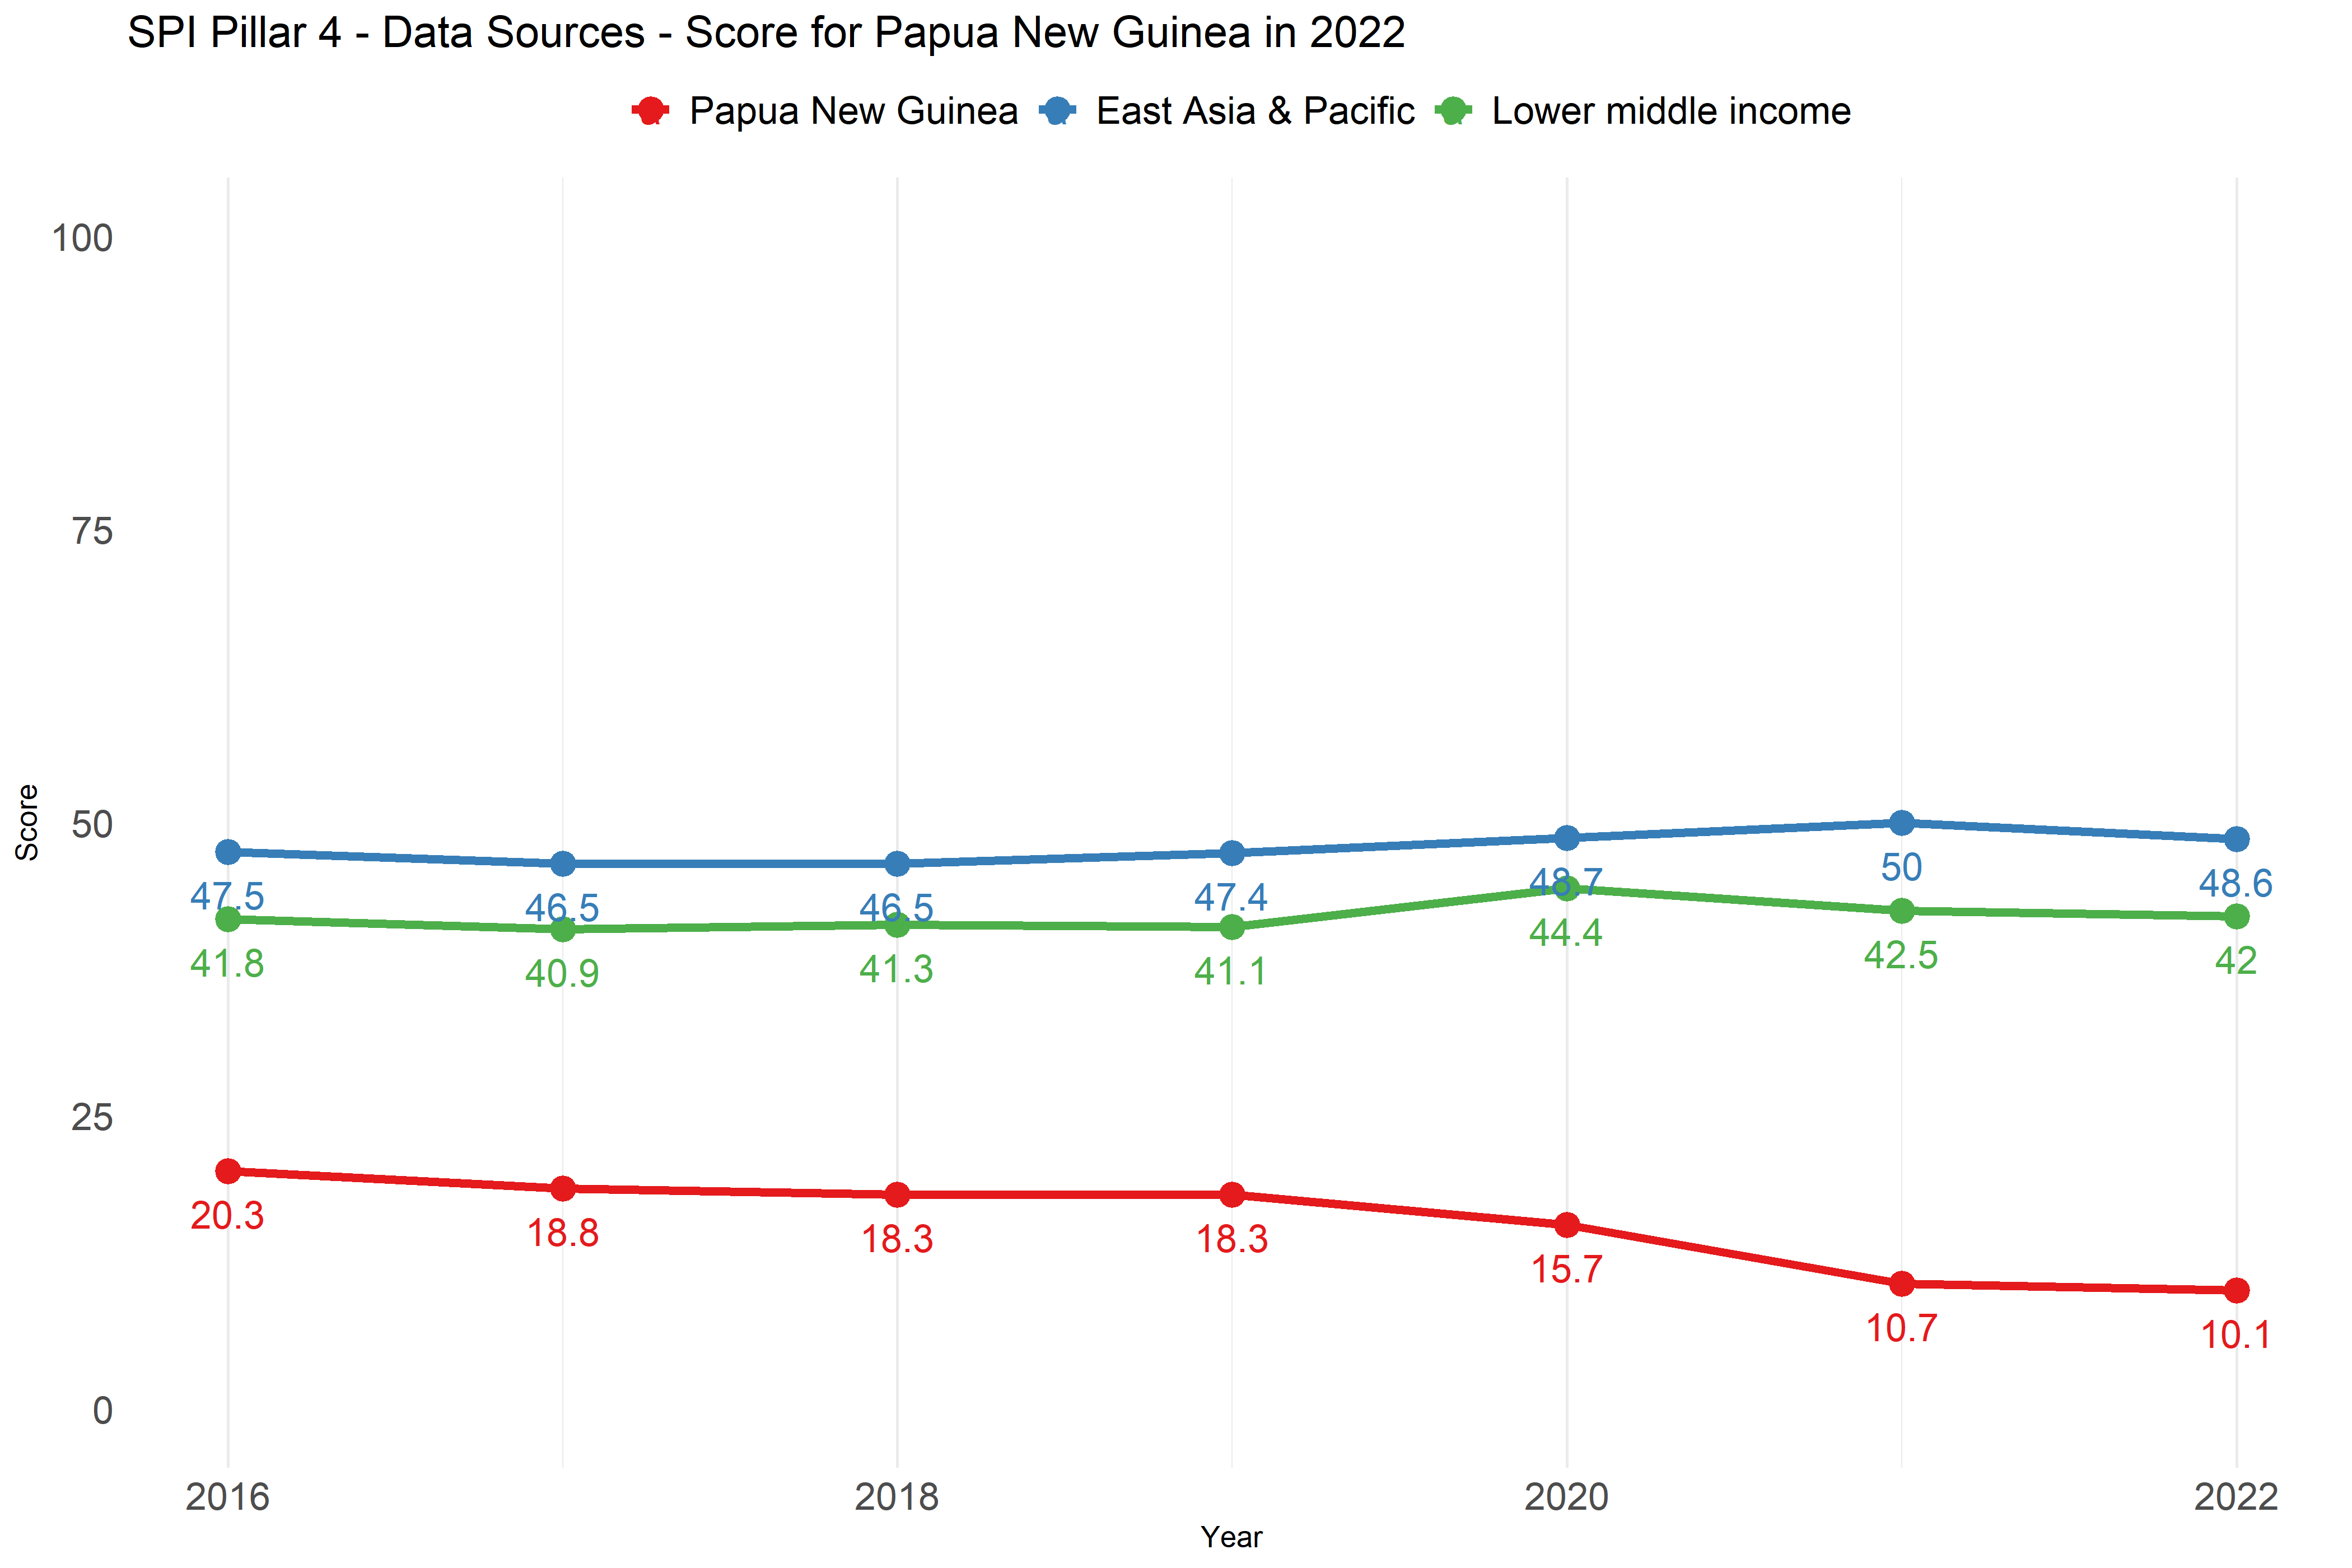 SPI Pillar 4 - Data Sources - Score for Papua New Guinea in 2022
Papua New Guinea East Asia & Pacific Lower middle income
100
75
50
25
0
Score
47.5 46.5 46.5 47.4 48.7 50 48.6
41.8 40.9 41.3 41.1 44.4 42.5 42
20.3 18.8 18.3 18.3 15.7 10.7 10.1
2016 2018 2020 2022
Year